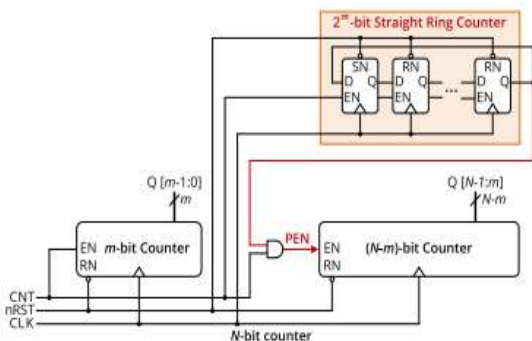 2ᵐ-bit Straight Ring Counter
SN RN RN
D Q D Q ... D Q
EN EN EN
Q [m-1:0] Q [N-1:m]
m N-m
EN m-bit Counter PEN EN (N-m)-bit Counter
RN RN
CNT
nRST
CLK
N-bit counter